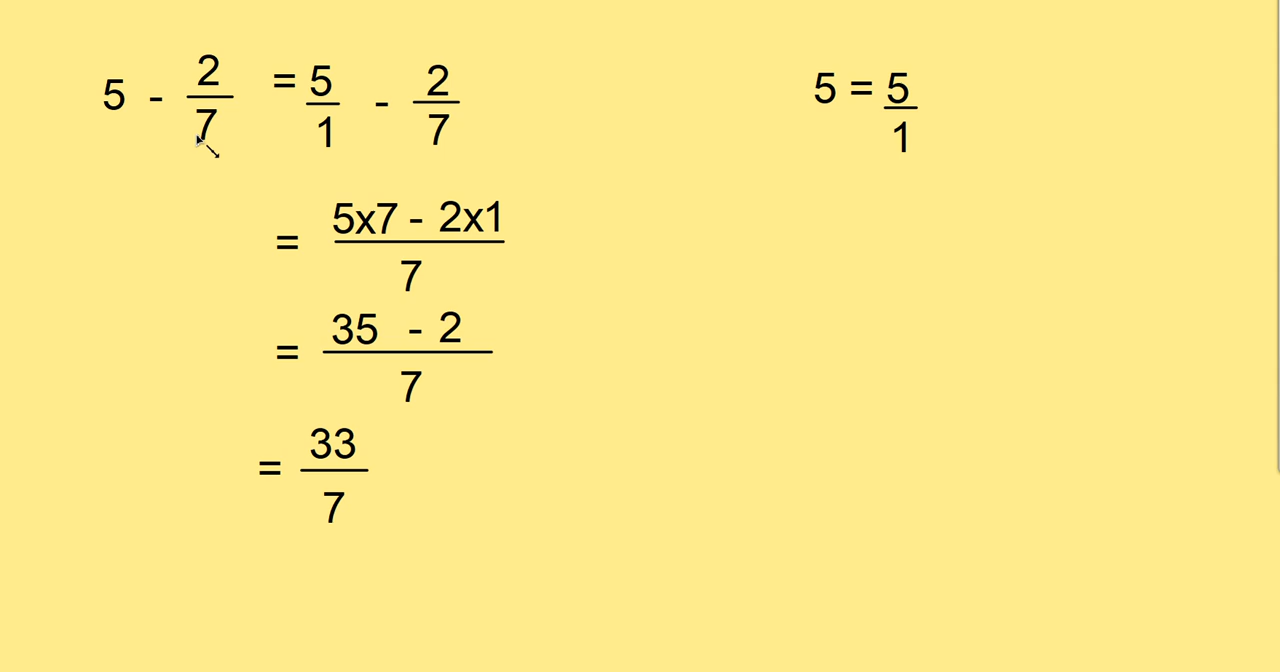 5 - 2/7 = 5/1 - 2/7
5 = 5/1
= 5x7 - 2x1 / 7
= 35 - 2 / 7
= 33/7